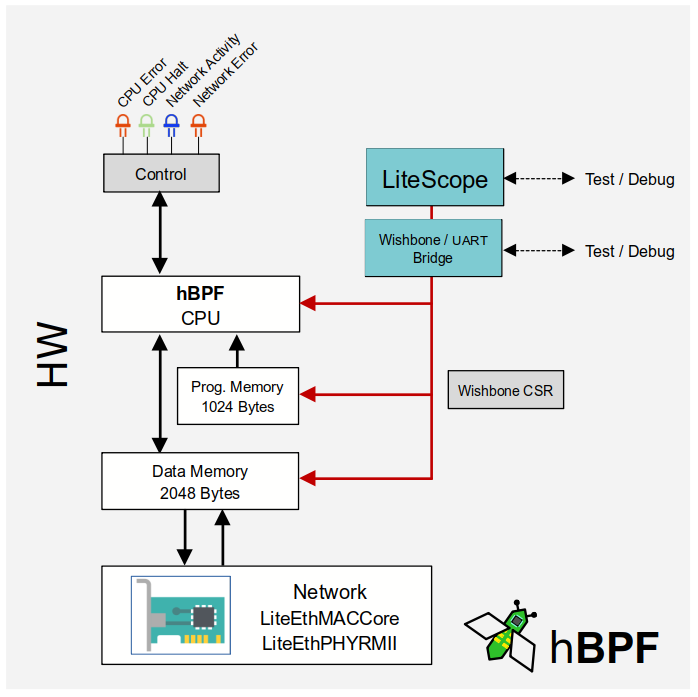 CPU Error
CPU Halt
Network Activity
Network Error
Control
LiteScope
Test / Debug
Wishbone / UART
Bridge
Test / Debug
hBPF
CPU
HW
Prog. Memory
1024 Bytes
Wishbone CSR
Data Memory
2048 Bytes
Network
LiteEthMACCore
LiteEthPHYRMII
hBPF